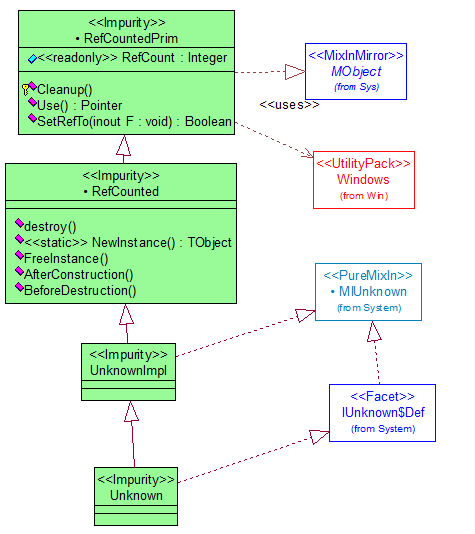 <<Impurity>>
• RefCountedPrim
<<readonly>> RefCount : Integer
Cleanup()
Use() : Pointer
SetRefTo(inout F : void) : Boolean
<<MixInMirror>>
MObject
(from Sys)
<<uses>>
<<UtilityPack>>
Windows
(from Win)
<<Impurity>>
• RefCounted
destroy()
<<static>> NewInstance() : TObject
FreeInstance()
AfterConstruction()
BeforeDestruction()
<<PureMixIn>>
• MIUnknown
(from System)
<<Impurity>>
UnknownImpl
<<Facet>>
IUnknown$Def
(from System)
<<Impurity>>
Unknown